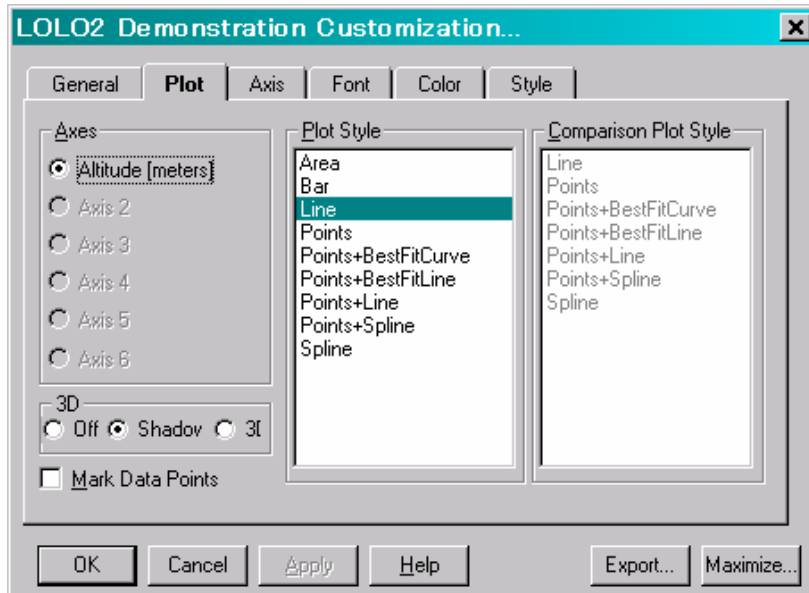 LOLO2 Demonstration Customization...
General
Plot
Axis
Font
Color
Style
Axes
Altitude [meters]
Axis 2
Axis 3
Axis 4
Axis 5
Axis 6
3D
Off
Shadov
3[
Mark Data Points
Plot Style
Area
Bar
Line
Points
Points+BestFitCurve
Points+BestFitLine
Points+Line
Points+Spline
Spline
Comparison Plot Style
Line
Points
Points+BestFitCurve
Points+BestFitLine
Points+Line
Points+Spline
Spline
OK
Cancel
Apply
Help
Export...
Maximize...